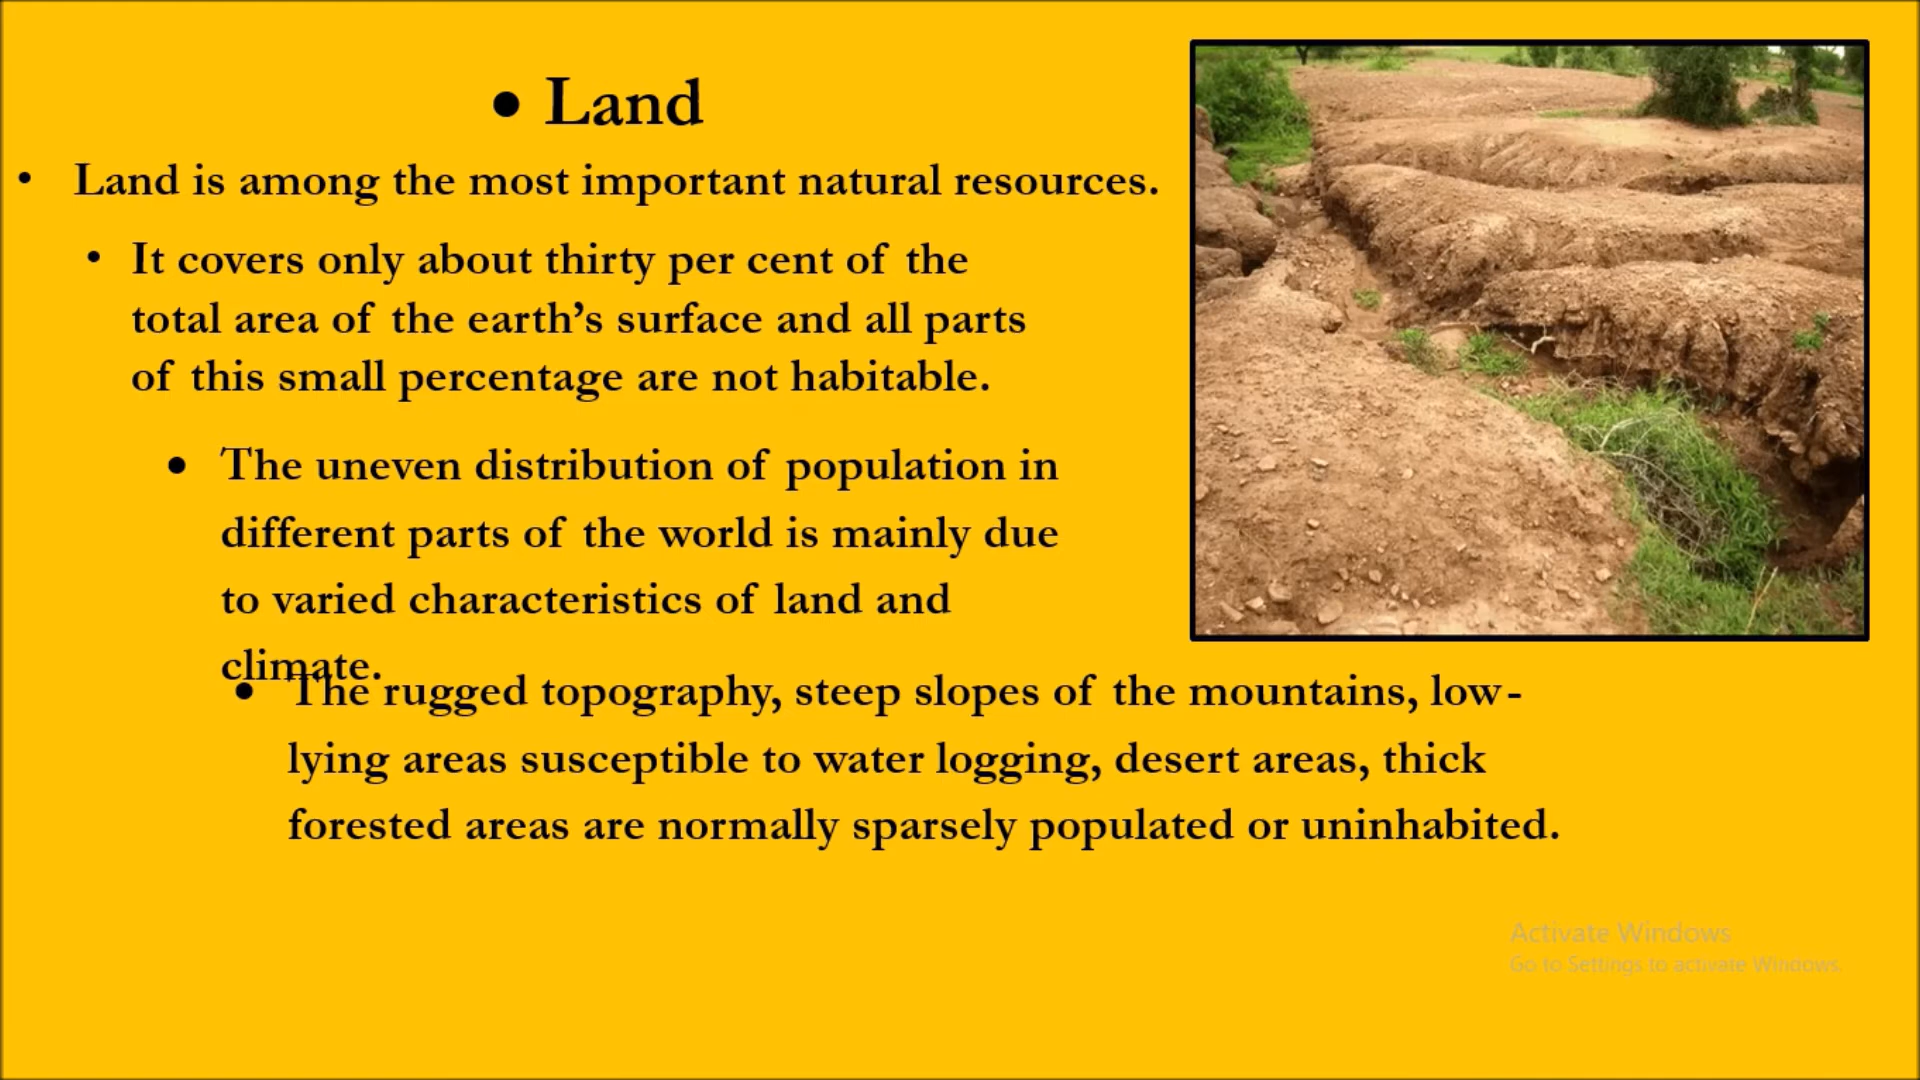 • Land
• Land is among the most important natural resources.
• It covers only about thirty per cent of the
total area of the earth’s surface and all parts
of this small percentage are not habitable.
• The uneven distribution of population in
different parts of the world is mainly due
to varied characteristics of land and
climate.
• The rugged topography, steep slopes of the mountains, low-
lying areas susceptible to water logging, desert areas, thick
forested areas are normally sparsely populated or uninhabited.
Activate Windows
Go to Settings to activate Windows.